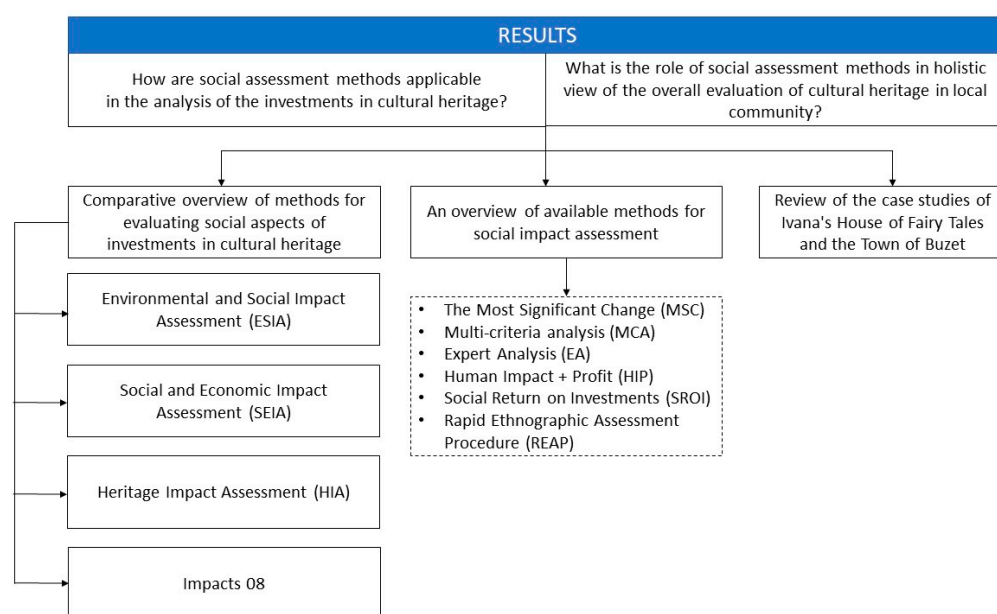 RESULTS
How are social assessment methods applicable
in the analysis of the investments in cultural heritage?
What is the role of social assessment methods in holistic
view of the overall evaluation of cultural heritage in local
community?
Comparative overview of methods for
evaluating social aspects of
investments in cultural heritage
An overview of available methods for
social impact assessment
Review of the case studies of
Ivana's House of Fairy Tales
and the Town of Buzet
Environmental and Social Impact
Assessment (ESIA)
Social and Economic Impact
Assessment (SEIA)
Heritage Impact Assessment (HIA)
Impacts 08
• The Most Significant Change (MSC)
• Multi-criteria analysis (MCA)
• Expert Analysis (EA)
• Human Impact + Profit (HIP)
• Social Return on Investments (SROI)
• Rapid Ethnographic Assessment
Procedure (REAP)